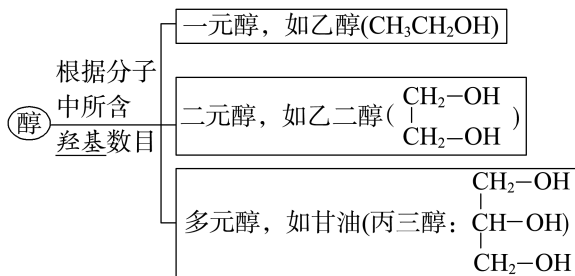 一元醇，如乙醇(CH3CH2OH)
根据分子
中所含
羟基数目
醇
二元醇，如乙二醇(
CH2—OH
CH2—OH
)
多元醇，如甘油(丙三醇：
CH2—OH
CH—OH)
CH2—OH